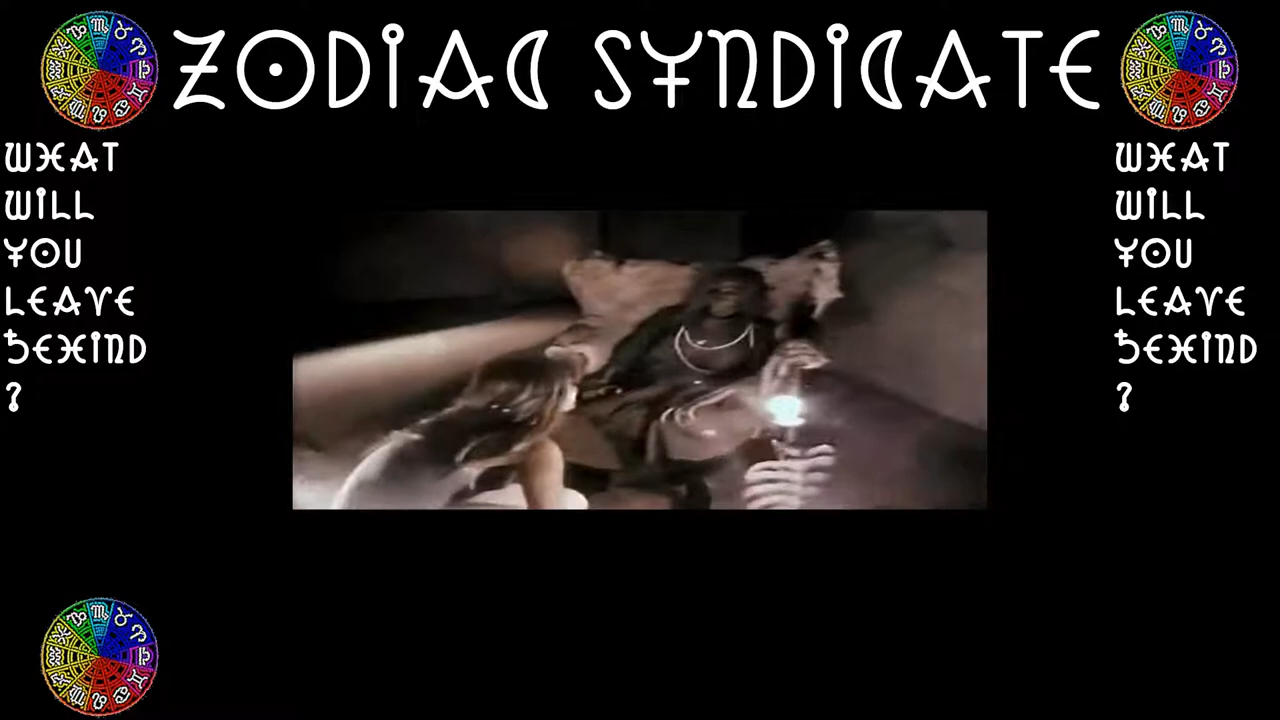 ZODIAC SYNDICATE
WHAT
WILL
YOU
LEAVE
BEHIND
?
WHAT
WILL
YOU
LEAVE
BEHIND
?